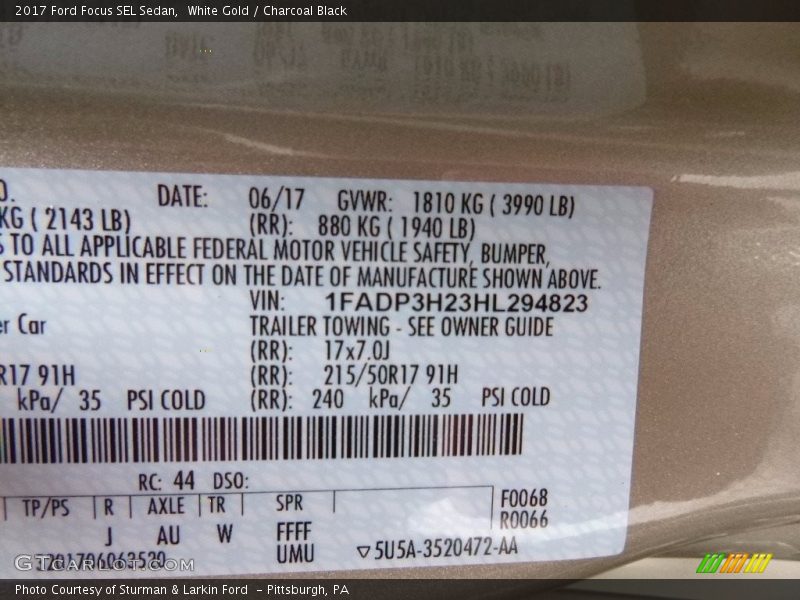 2017 Ford Focus SEL Sedan, White Gold / Charcoal Black
O. DATE: 06/17 GVWR: 1810 KG ( 3990 LB)
KG ( 2143 LB) (RR): 880 KG ( 1940 LB)
S TO ALL APPLICABLE FEDERAL MOTOR VEHICLE SAFETY, BUMPER,
STANDARDS IN EFFECT ON THE DATE OF MANUFACTURE SHOWN ABOVE.
VIN: 1FADP3H23HL294823
er Car TRAILER TOWING - SEE OWNER GUIDE
(RR): 17x7.0J
R17 91H (RR): 215/50R17 91H
kPa/ 35 PSI COLD (RR): 240 kPa/ 35 PSI COLD
RC: 44 DSO:
TP/PS R AXLE TR SPR F0068
R0066
J AU W FFFF
UMU ▽5U5A-3520472-AA
3201706063520
GTCARLOT.COM
Photo Courtesy of Sturman & Larkin Ford - Pittsburgh, PA